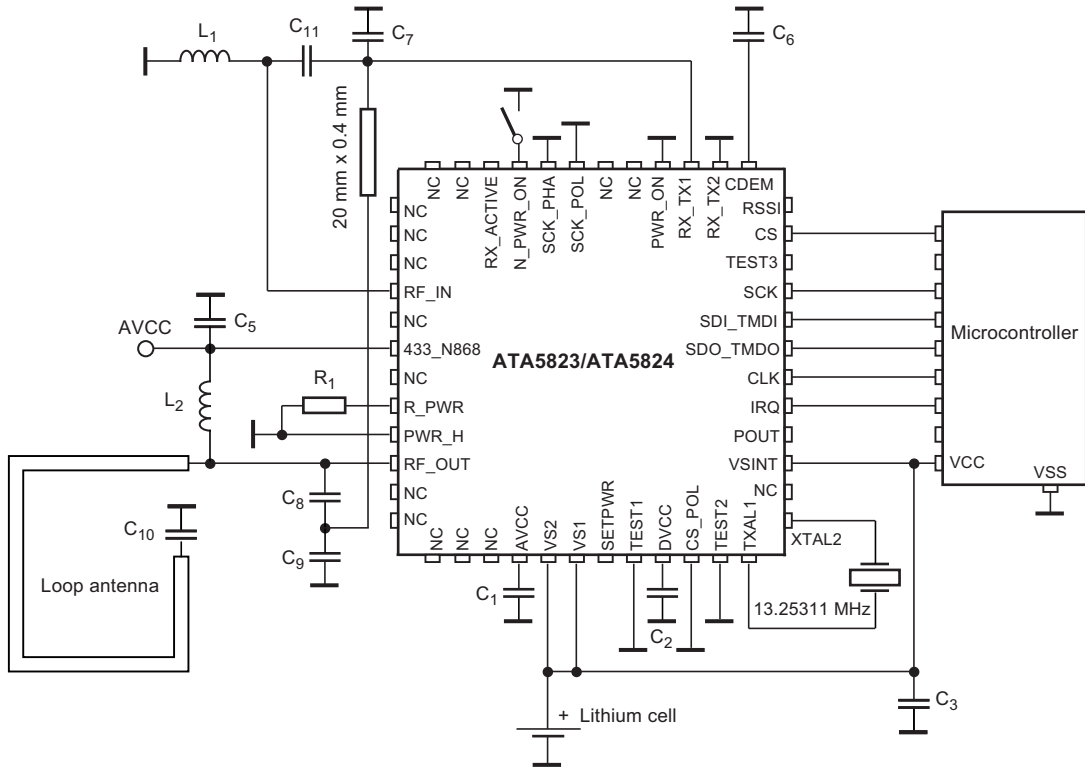 L1
C11
C7
C6
20 mm x 0.4 mm
NC
NC
RX_ACTIVE
N_PWR_ON
SCK_PHA
SCK_POL
NC
NC
PWR_ON
RX_TX1
RX_TX2
CDEM
NC
NC
NC
RF_IN
NC
433_N868
NC
R_PWR
PWR_H
RF_OUT
NC
NC
RSSI
CS
TEST3
SCK
SDI_TMDI
SDO_TMDO
CLK
IRQ
POUT
VSINT
NC
XTAL2
ATA5823/ATA5824
Microcontroller
VCC
VSS
AVCC
C5
L2
R1
C8
C9
C10
Loop antenna
NC
NC
NC
AVCC
VS2
VS1
SETPWR
TEST1
DVCC
CS_POL
TEST2
TXAL1
C1
C2
13.25311 MHz
C3
+ Lithium cell